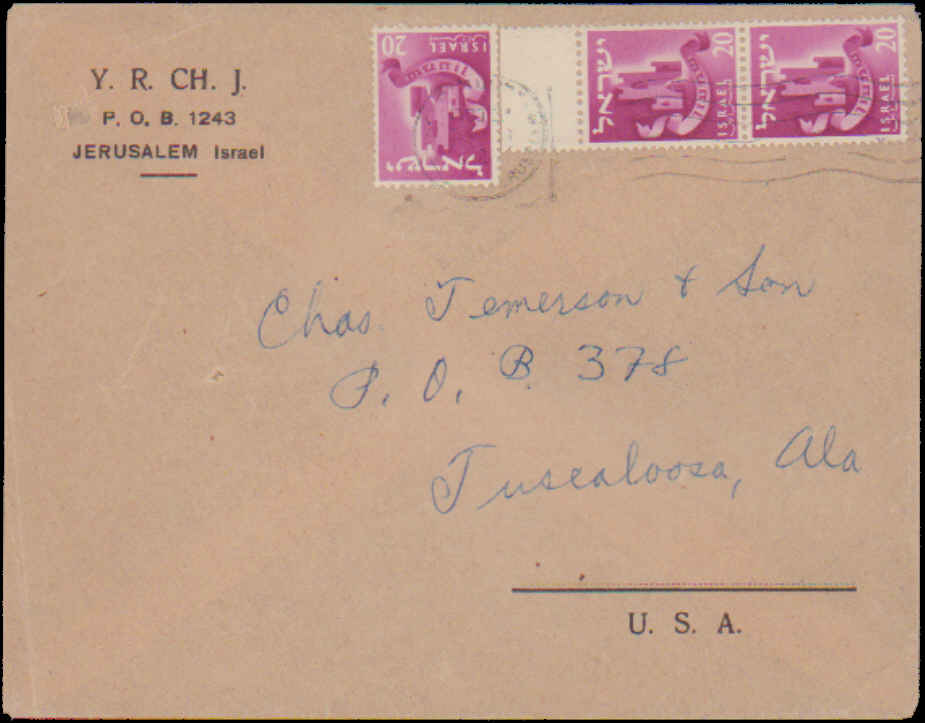 Y. R. CH. J.
P. O. B. 1243
JERUSALEM Israel
20
ISRAEL
ישראל
ישראל
20
ISRAEL
ישראל
20
ISRAEL
Chas. Temerson & Son
P. O. B. 378
Tuscaloosa, Ala
U. S. A.